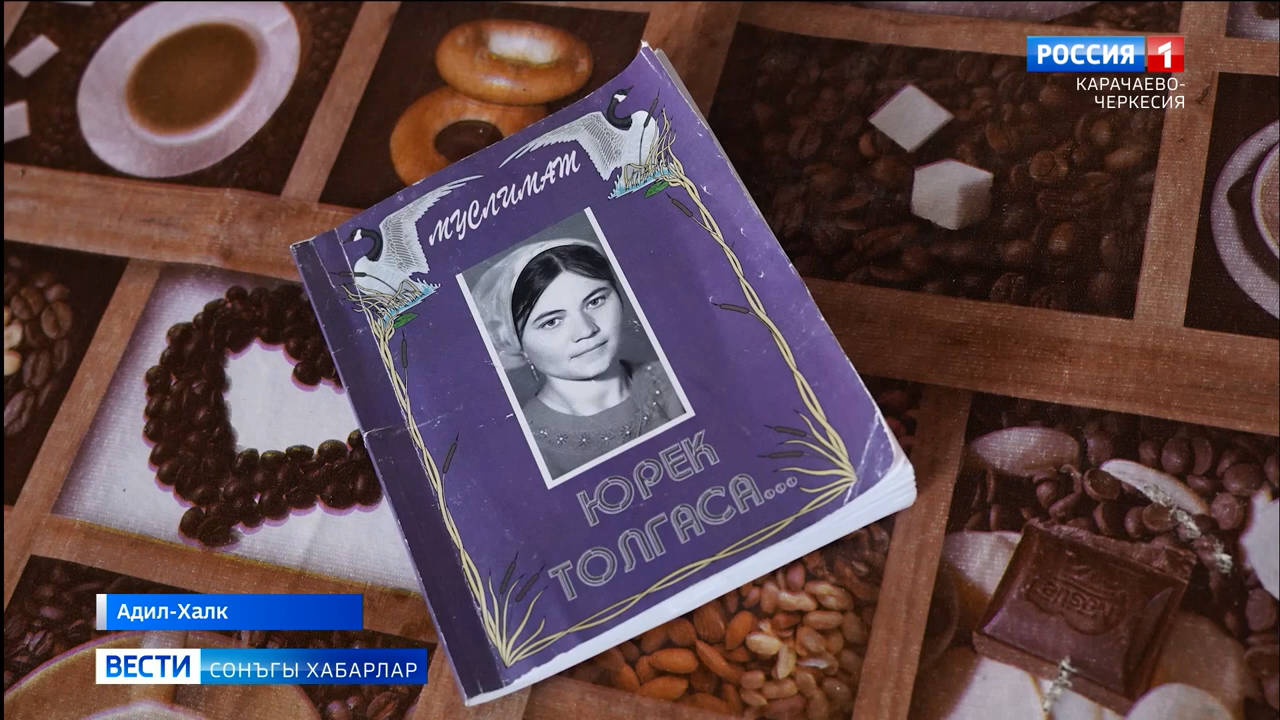 РОССИЯ 1
КАРАЧАЕВО-
ЧЕРКЕСИЯ
МУСЛИМАТ
ЮРЕК
ТОЛГАСА...
Адил-Халк
ВЕСТИ СОНЪГЫ ХАБАРЛАР